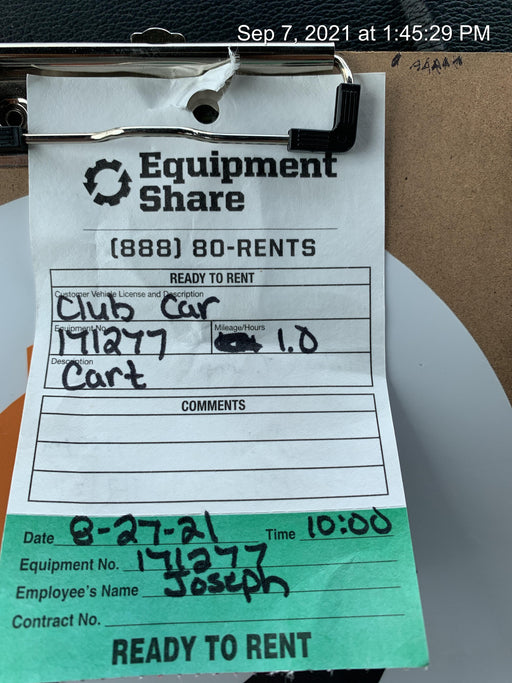 Sep 7, 2021 at 1:45:29 PM
Equipment
Share
(888) 80-RENTS
READY TO RENT
Customer Vehicle License and Description
Club Car
Equipment No. Mileage/Hours
171277 1.0
Description
Cart
COMMENTS
Date 8-27-21 Time 10:00
Equipment No. 171277
Employee's Name Joseph
Contract No.
READY TO RENT